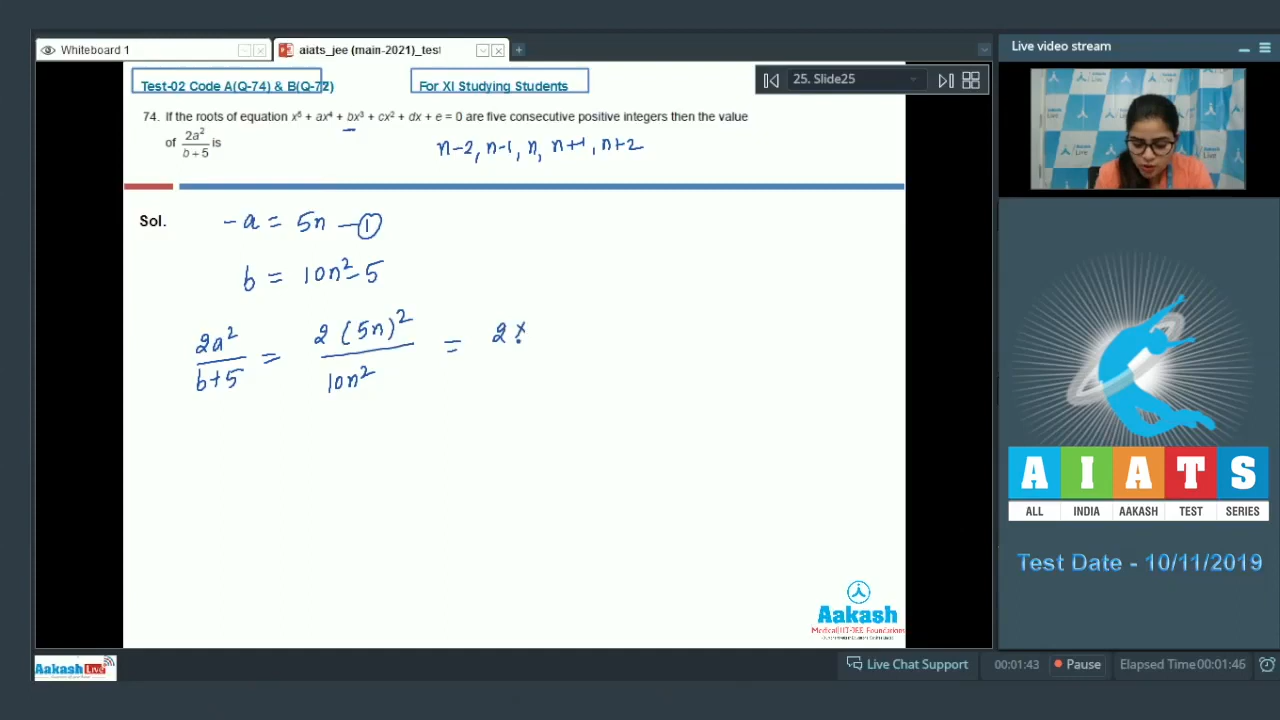 Whiteboard 1
aiats_jee (main-2021)_test
Live video stream
Test-02 Code A(Q-74) & B(Q-72)
For XI Studying Students
25. Slide25
74. If the roots of equation x⁵ + ax⁴ + bx³ + cx² + dx + e = 0 are five consecutive positive integers then the value
of 2a²/(b + 5) is
n-2, n-1, n, n+1, n+2
Sol.
-a = 5n —①
b = 10n² - 5
2a²/(b+5) = 2(5n)²/10n² = 2×
A I A T S
ALL INDIA AAKASH TEST SERIES
Test Date - 10/11/2019
Aakash
Medical|IIT-JEE|Foundations
Aakash Live
Live Chat Support
00:01:43
Pause
Elapsed Time 00:01:46